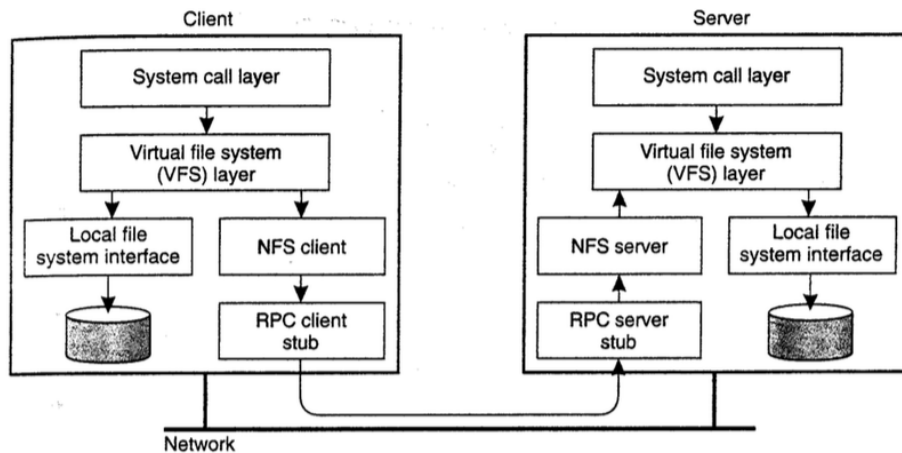 Client
System call layer
Virtual file system
(VFS) layer
Local file
system interface
NFS client
RPC client
stub
Server
System call layer
Virtual file system
(VFS) layer
NFS server
Local file
system interface
RPC server
stub
Network